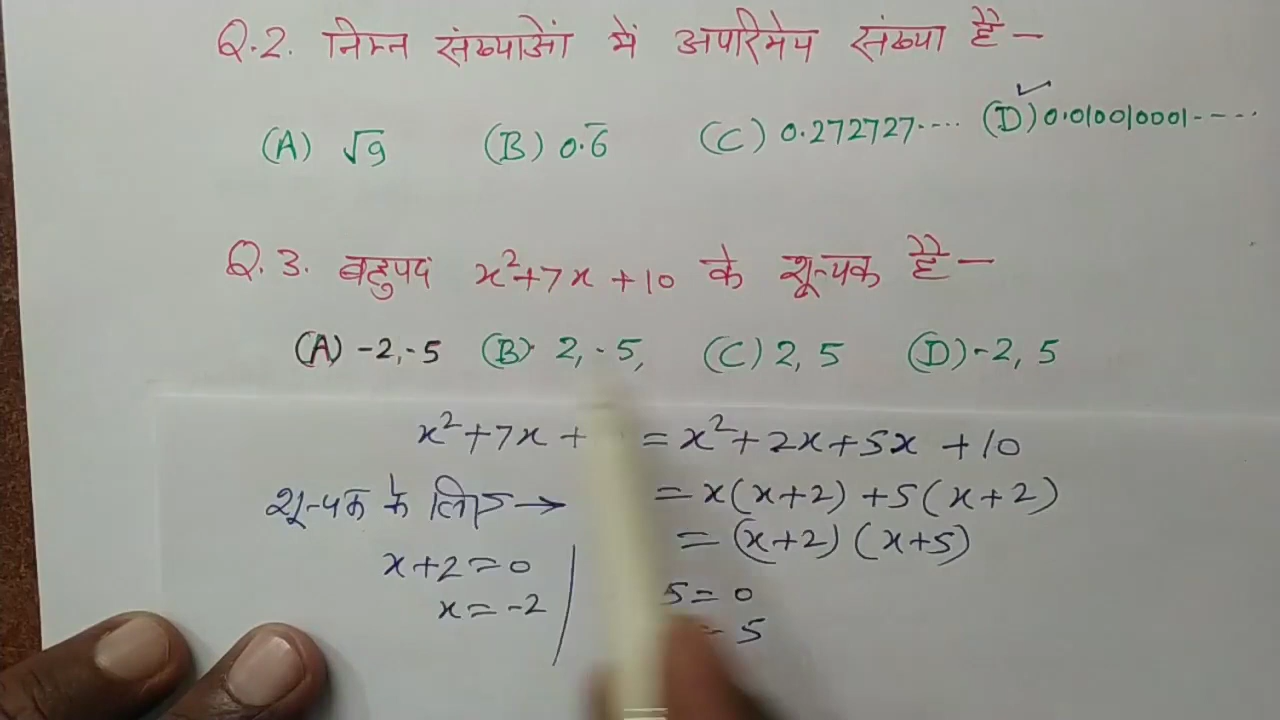 Q.2. निम्न संख्याओं में अपरिमेय संख्या है -
(A) √9 (B) 0.6̅ (C) 0.272727.... (D) 0.010010001-----
Q.3. बहुपद x²+7x+10 के शून्यक है -
(A) -2,-5 (B) 2,-5, (C) 2, 5 (D) -2, 5
x²+7x+ = x²+2x+5x+10
शून्यक के लिए → = x(x+2)+5(x+2)
= (x+2)(x+5)
x+2=0 5=0
x=-2 -5